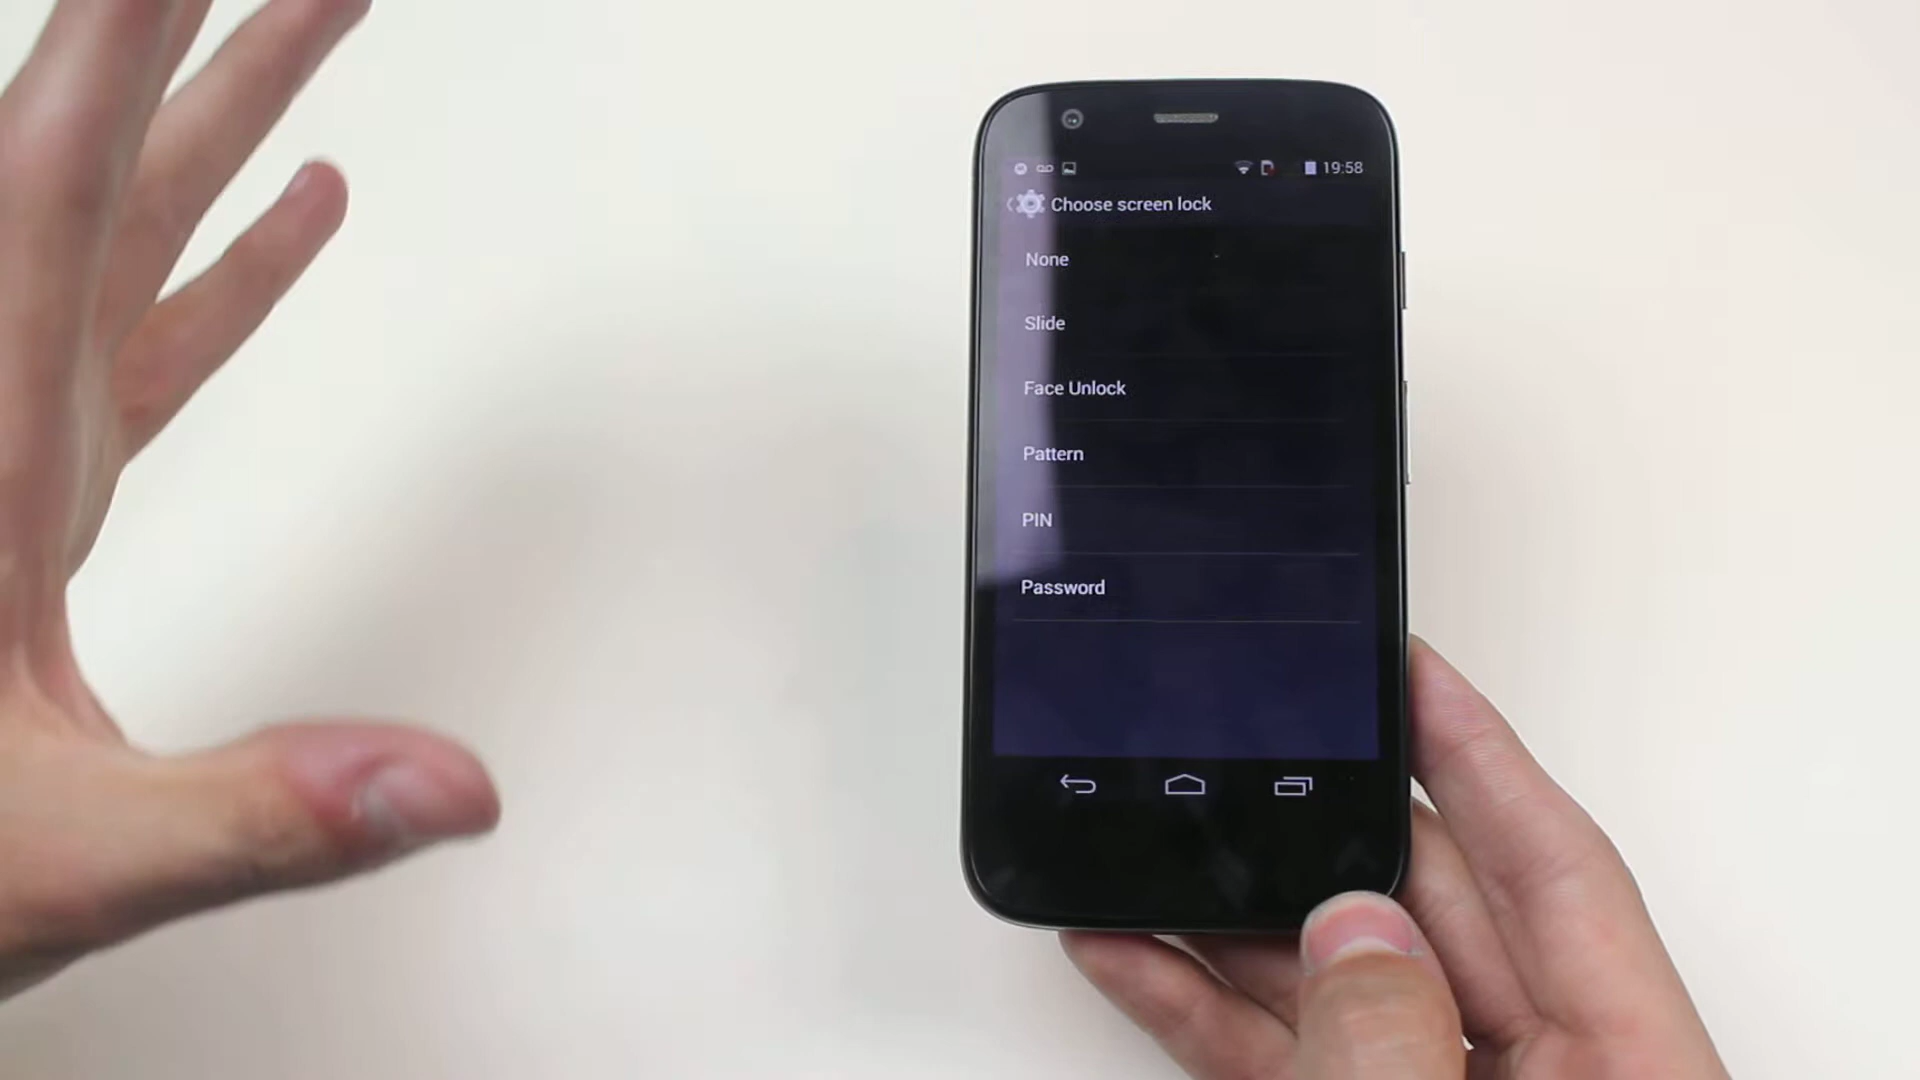 19:58
Choose screen lock
None
Slide
Face Unlock
Pattern
PIN
Password